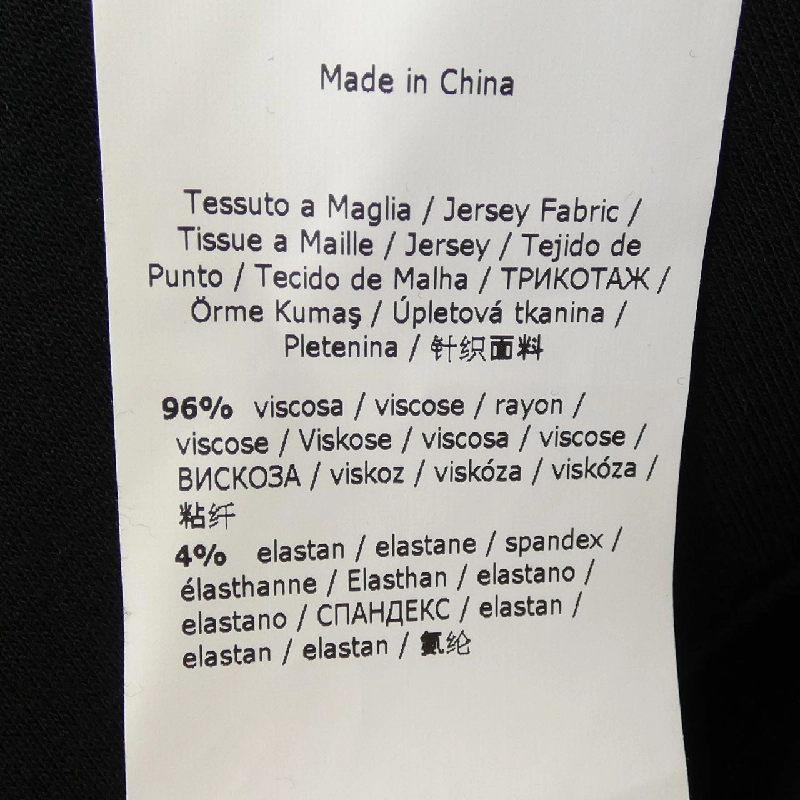 Made in China
Tessuto a Maglia / Jersey Fabric /
Tissue a Maille / Jersey / Tejido de
Punto / Tecido de Malha / ТРИКОТАЖ /
Örme Kumaş / Úpletová tkanina /
Pletenina / 针织面料
96% viscosa / viscose / rayon /
viscose / Viskose / viscosa / viscose /
ВИСКОЗА / viskoz / viskóza / viskóza /
粘纤
4% elastan / elastane / spandex /
élasthanne / Elasthan / elastano /
elastano / СПАНДЕКС / elastan /
elastan / elastan / 氨纶